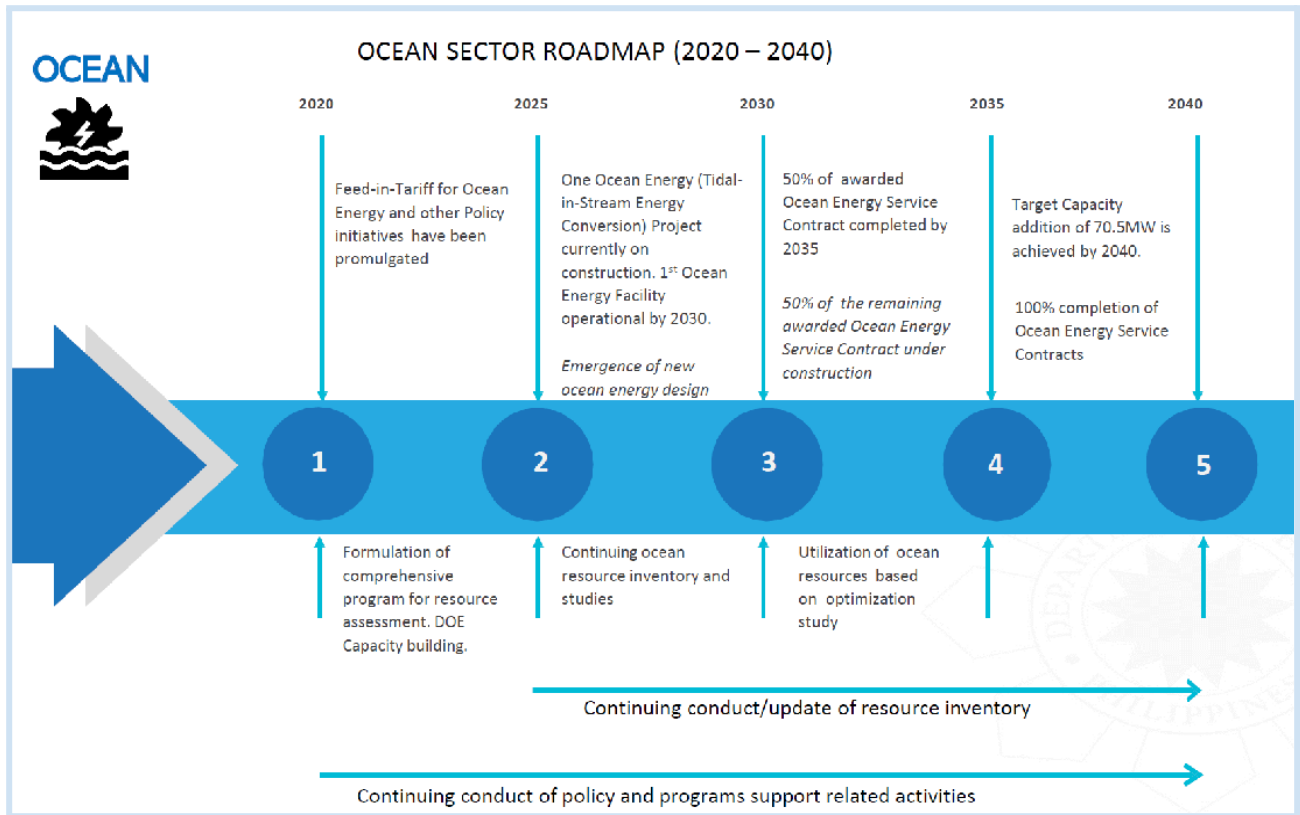 OCEAN SECTOR ROADMAP (2020 – 2040)
OCEAN
2020
2025
2030
2035
2040
Feed-in-Tariff for Ocean
Energy and other Policy
initiatives have been
promulgated
One Ocean Energy (Tidal-
in-Stream Energy
Conversion) Project
currently on
construction. 1st Ocean
Energy Facility
operational by 2030.
Emergence of new
ocean energy design
50% of awarded
Ocean Energy Service
Contract completed by
2035
50% of the remaining
awarded Ocean Energy
Service Contract under
construction
Target Capacity
addition of 70.5MW is
achieved by 2040.
100% completion of
Ocean Energy Service
Contracts
1
2
3
4
5
Formulation of
comprehensive
program for resource
assessment. DOE
Capacity building.
Continuing ocean
resource inventory and
studies
Utilization of ocean
resources based
on optimization
study
Continuing conduct/update of resource inventory
Continuing conduct of policy and programs support related activities